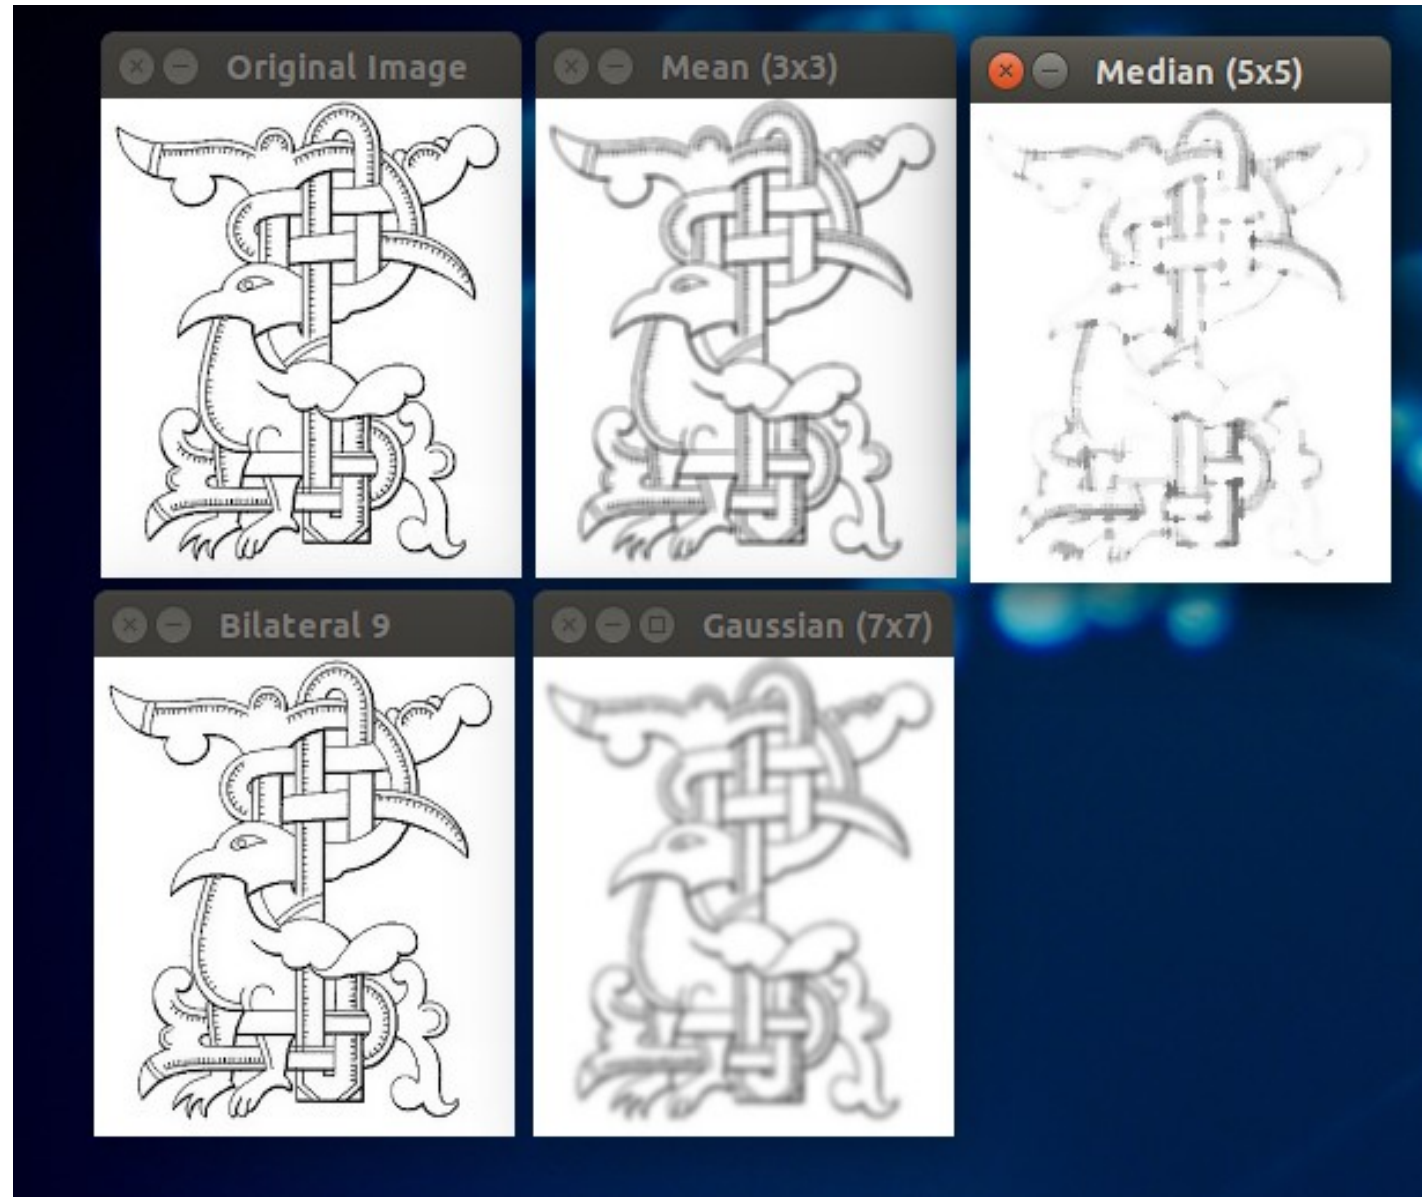 Original Image
Mean (3x3)
Median (5x5)
Bilateral 9
Gaussian (7x7)